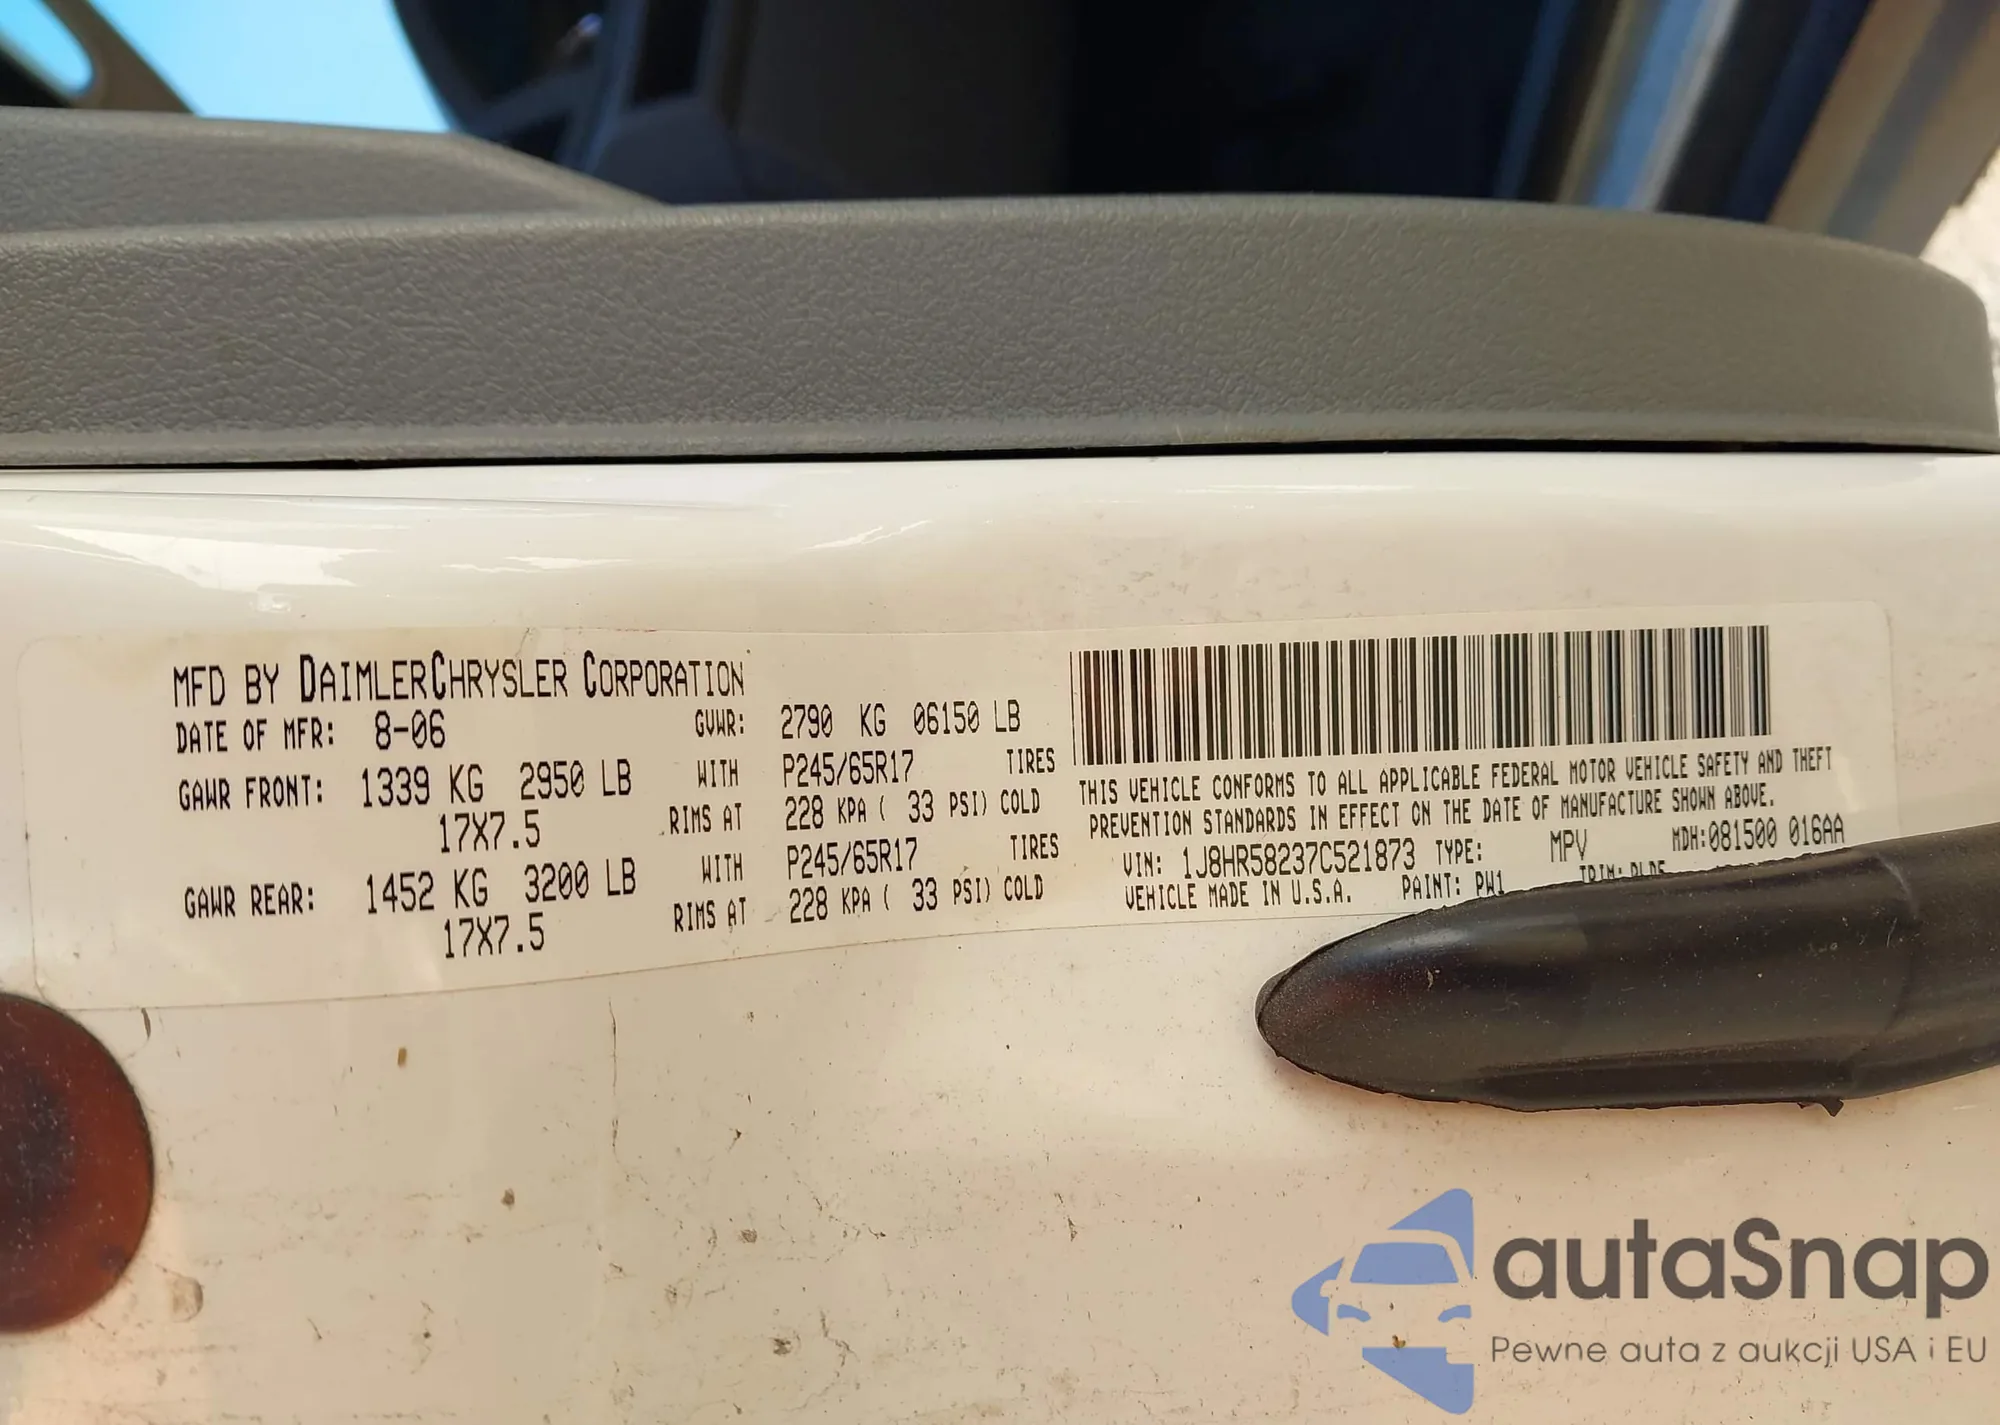 MFD BY DAIMLERCHRYSLER CORPORATION
DATE OF MFR: 8-06 GVWR: 2790 KG 06150 LB
GAWR FRONT: 1339 KG 2950 LB WITH P245/65R17 TIRES
17X7.5 RIMS AT 228 KPA ( 33 PSI) COLD
GAWR REAR: 1452 KG 3200 LB WITH P245/65R17 TIRES
17X7.5 RIMS AT 228 KPA ( 33 PSI) COLD
THIS VEHICLE CONFORMS TO ALL APPLICABLE FEDERAL MOTOR VEHICLE SAFETY AND THEFT
PREVENTION STANDARDS IN EFFECT ON THE DATE OF MANUFACTURE SHOWN ABOVE.
VIN: 1J8HR58237C521873 TYPE: MPV MDH:081500 016AA
VEHICLE MADE IN U.S.A. PAINT: PW1 TRIM:
autaSnap
Pewne auta z aukcji USA i EU